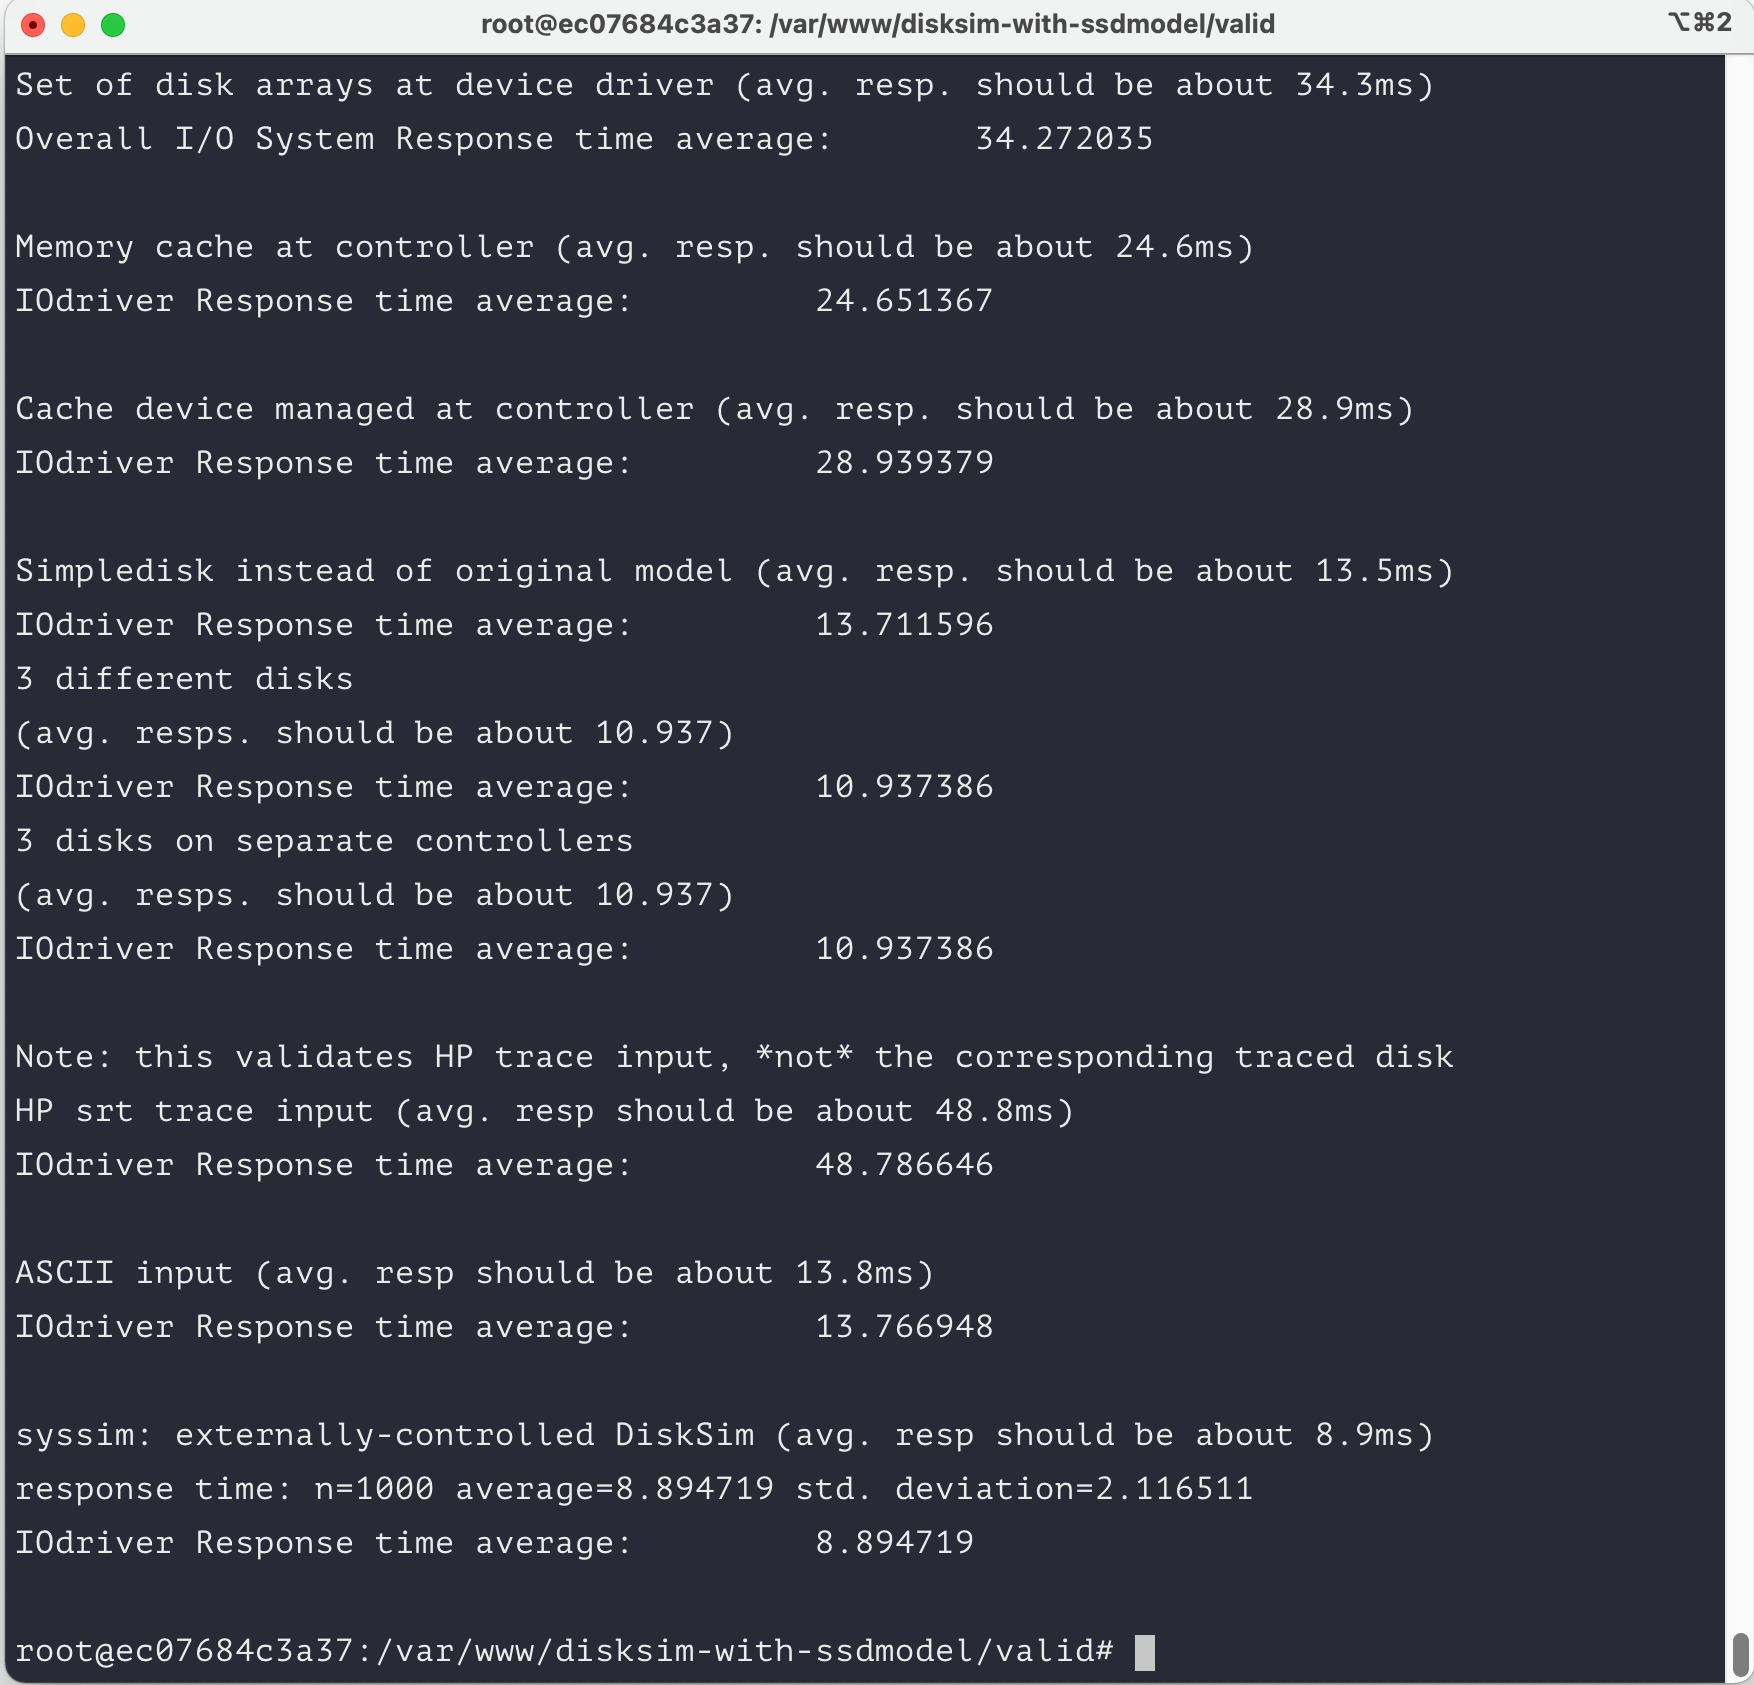 root@ec07684c3a37: /var/www/disksim-with-ssdmodel/valid
⌥⌘2
Set of disk arrays at device driver (avg. resp. should be about 34.3ms)
Overall I/O System Response time average:       34.272035
Memory cache at controller (avg. resp. should be about 24.6ms)
IOdriver Response time average:         24.651367
Cache device managed at controller (avg. resp. should be about 28.9ms)
IOdriver Response time average:         28.939379
Simpledisk instead of original model (avg. resp. should be about 13.5ms)
IOdriver Response time average:         13.711596
3 different disks
(avg. resps. should be about 10.937)
IOdriver Response time average:         10.937386
3 disks on separate controllers
(avg. resps. should be about 10.937)
IOdriver Response time average:         10.937386
Note: this validates HP trace input, *not* the corresponding traced disk
HP srt trace input (avg. resp should be about 48.8ms)
IOdriver Response time average:         48.786646
ASCII input (avg. resp should be about 13.8ms)
IOdriver Response time average:         13.766948
syssim: externally-controlled DiskSim (avg. resp should be about 8.9ms)
response time: n=1000 average=8.894719 std. deviation=2.116511
IOdriver Response time average:         8.894719
root@ec07684c3a37:/var/www/disksim-with-ssdmodel/valid#